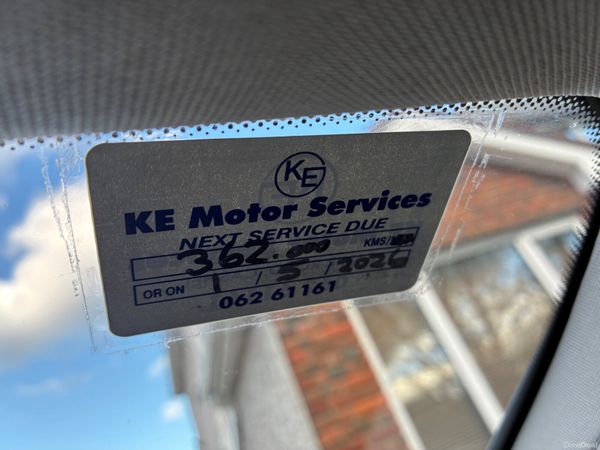 KE
KE Motor Services
NEXT SERVICE DUE
362.000 KMS/
OR ON 1 / 5 / 2026
062 61161